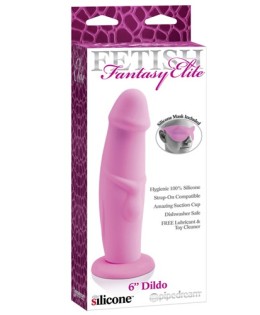 FETISH
Fantasy Elite
Silicone Mask Included
Hygienic 100% Silicone
Strap-On Compatible
Amazing Suction Cup
Dishwasher Safe
FREE Lubricant &
Toy Cleaner
6" Dildo
silicone
pipedream